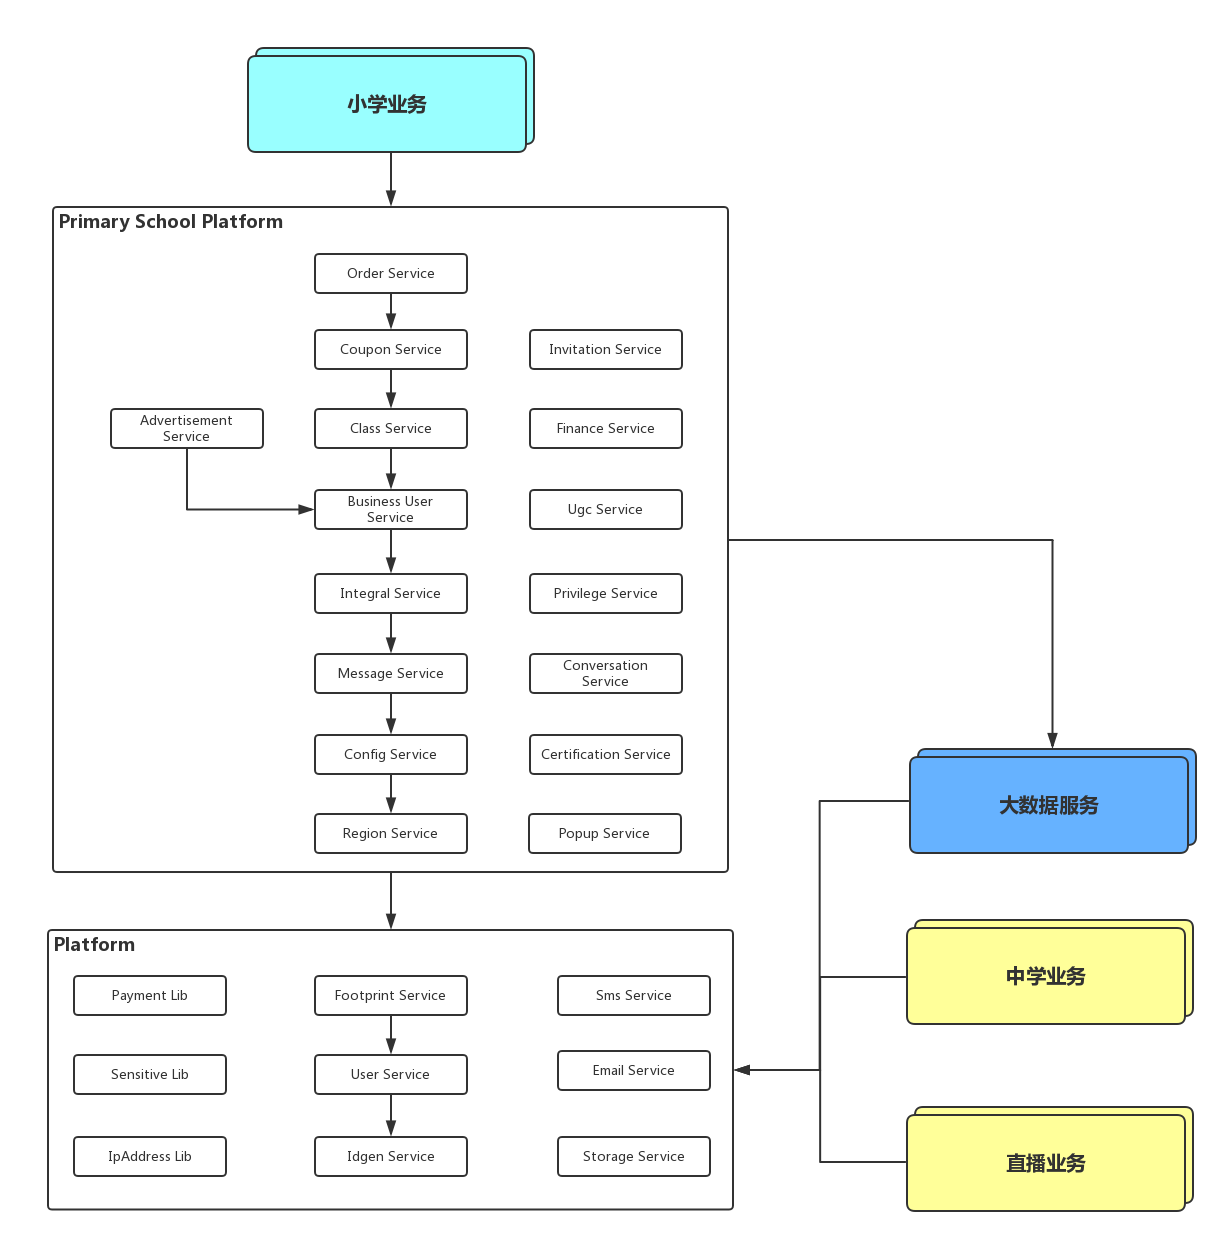 小学业务
Primary School Platform
Order Service
Coupon Service
Invitation Service
Advertisement
Service
Class Service
Finance Service
Business User
Service
Ugc Service
Integral Service
Privilege Service
Message Service
Conversation
Service
Config Service
Certification Service
Region Service
Popup Service
大数据服务
Platform
Payment Lib
Footprint Service
Sms Service
中学业务
Sensitive Lib
User Service
Email Service
IpAddress Lib
Idgen Service
Storage Service
直播业务